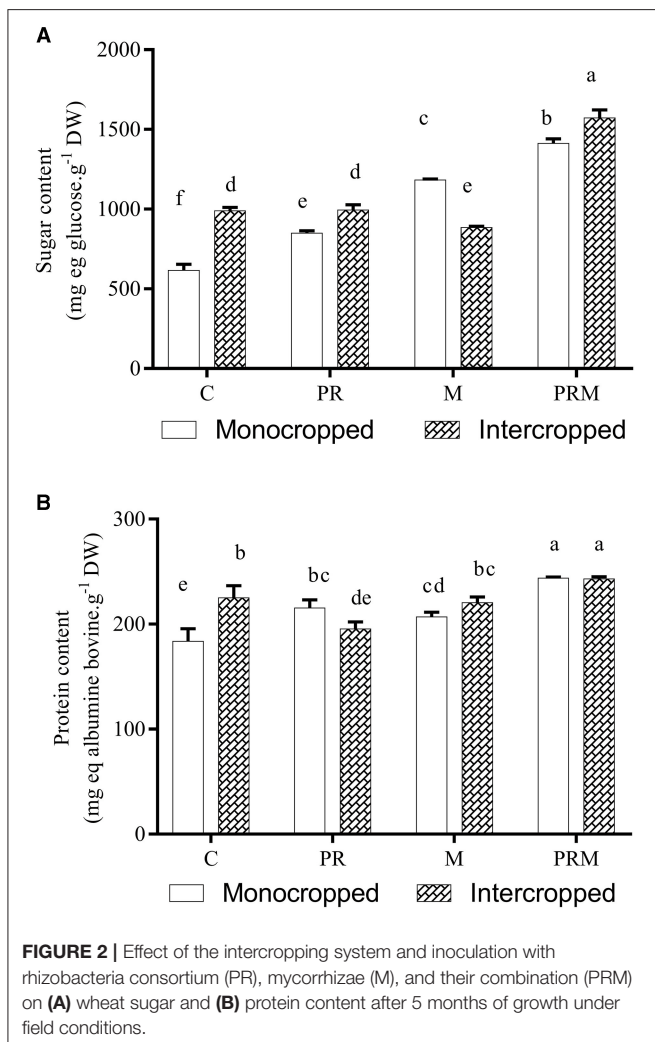 A
2000
1500
1000
500
0
Sugar content
(mg eg glucose.g-1 DW)
f d e d c e b a
C PR M PRM
Monocropped Intercropped
B
300
200
100
0
Protein content
(mg eq albumine bovine.g-1 DW)
e b bc de cd bc a a
C PR M PRM
Monocropped Intercropped
FIGURE 2 | Effect of the intercropping system and inoculation with
rhizobacteria consortium (PR), mycorrhizae (M), and their combination (PRM)
on (A) wheat sugar and (B) protein content after 5 months of growth under
field conditions.